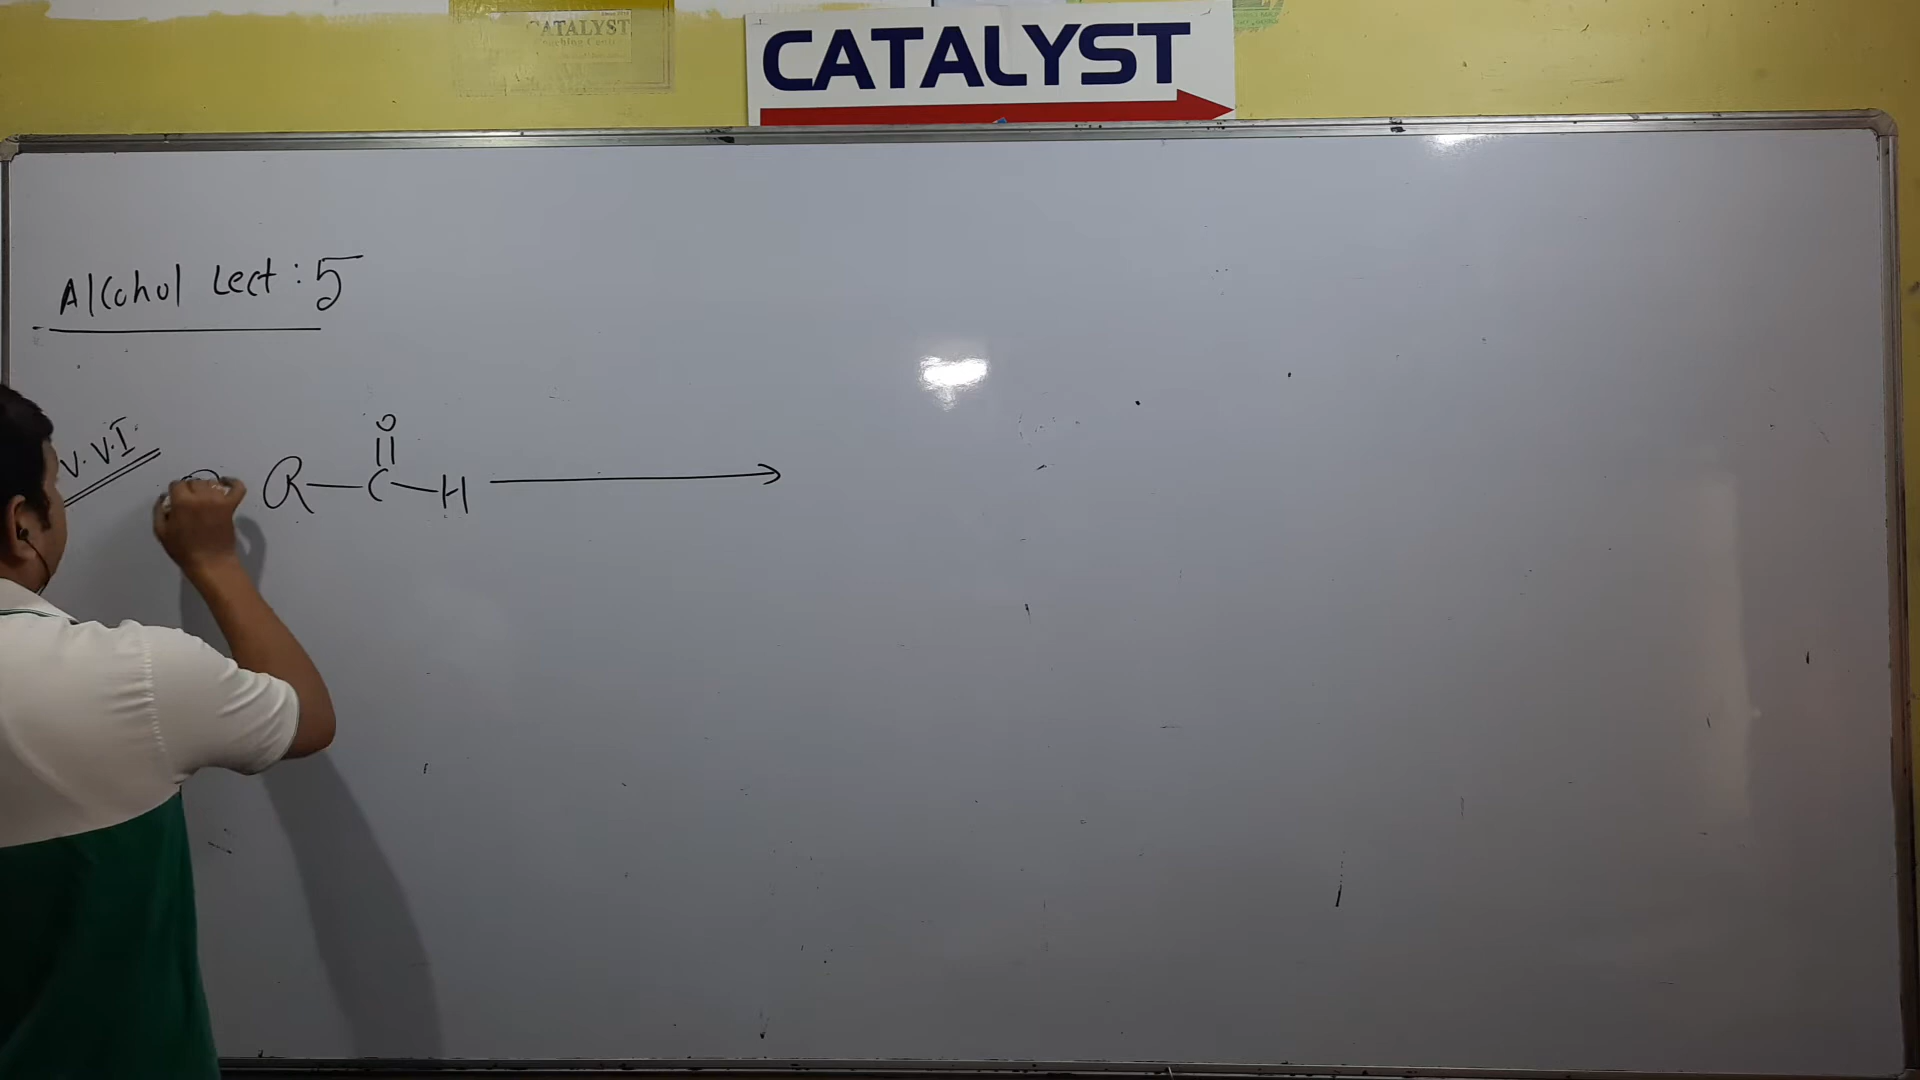 CATALYST
CATALYST
Alcohol Lect : 5
V. V. I.
O
R—C—H